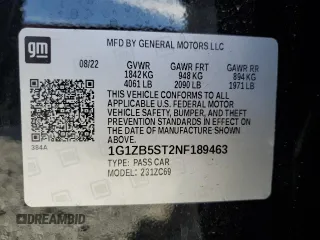 gm
MFD BY GENERAL MOTORS LLC
08/22 GVWR GAWR FRT GAWR RR
1842 KG 948 KG 894 KG
4061 LB 2090 LB 1971 LB
THIS VEHICLE CONFORMS TO ALL
APPLICABLE U.S. FEDERAL MOTOR VEHICLE
SAFETY, BUMPER, AND THEFT
PREVENTION STANDARDS IN EFFECT ON THE
DATE OF MANUFACTURE SHOWN ABOVE.
384A
1G1ZB5ST2NF189463
TYPE: PASS CAR
MODEL: 231ZC69
© DREAMBID